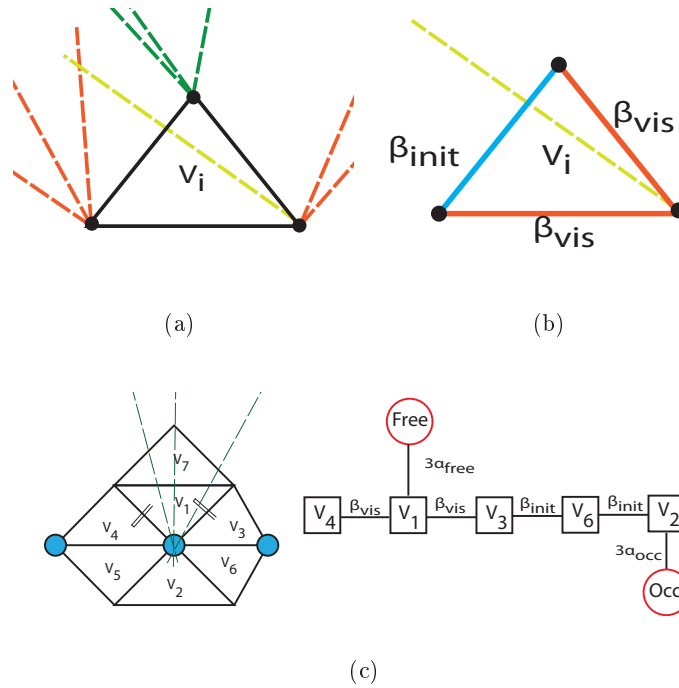 V_i
β_init
β_vis
V_i
β_vis
(a)
(b)
V_7
V_1
V_4
V_3
V_5
V_2
V_6
Free
3α_free
V_4
β_vis
V_1
β_vis
V_3
β_init
V_6
β_init
V_2
3α_occ
Occ
(c)